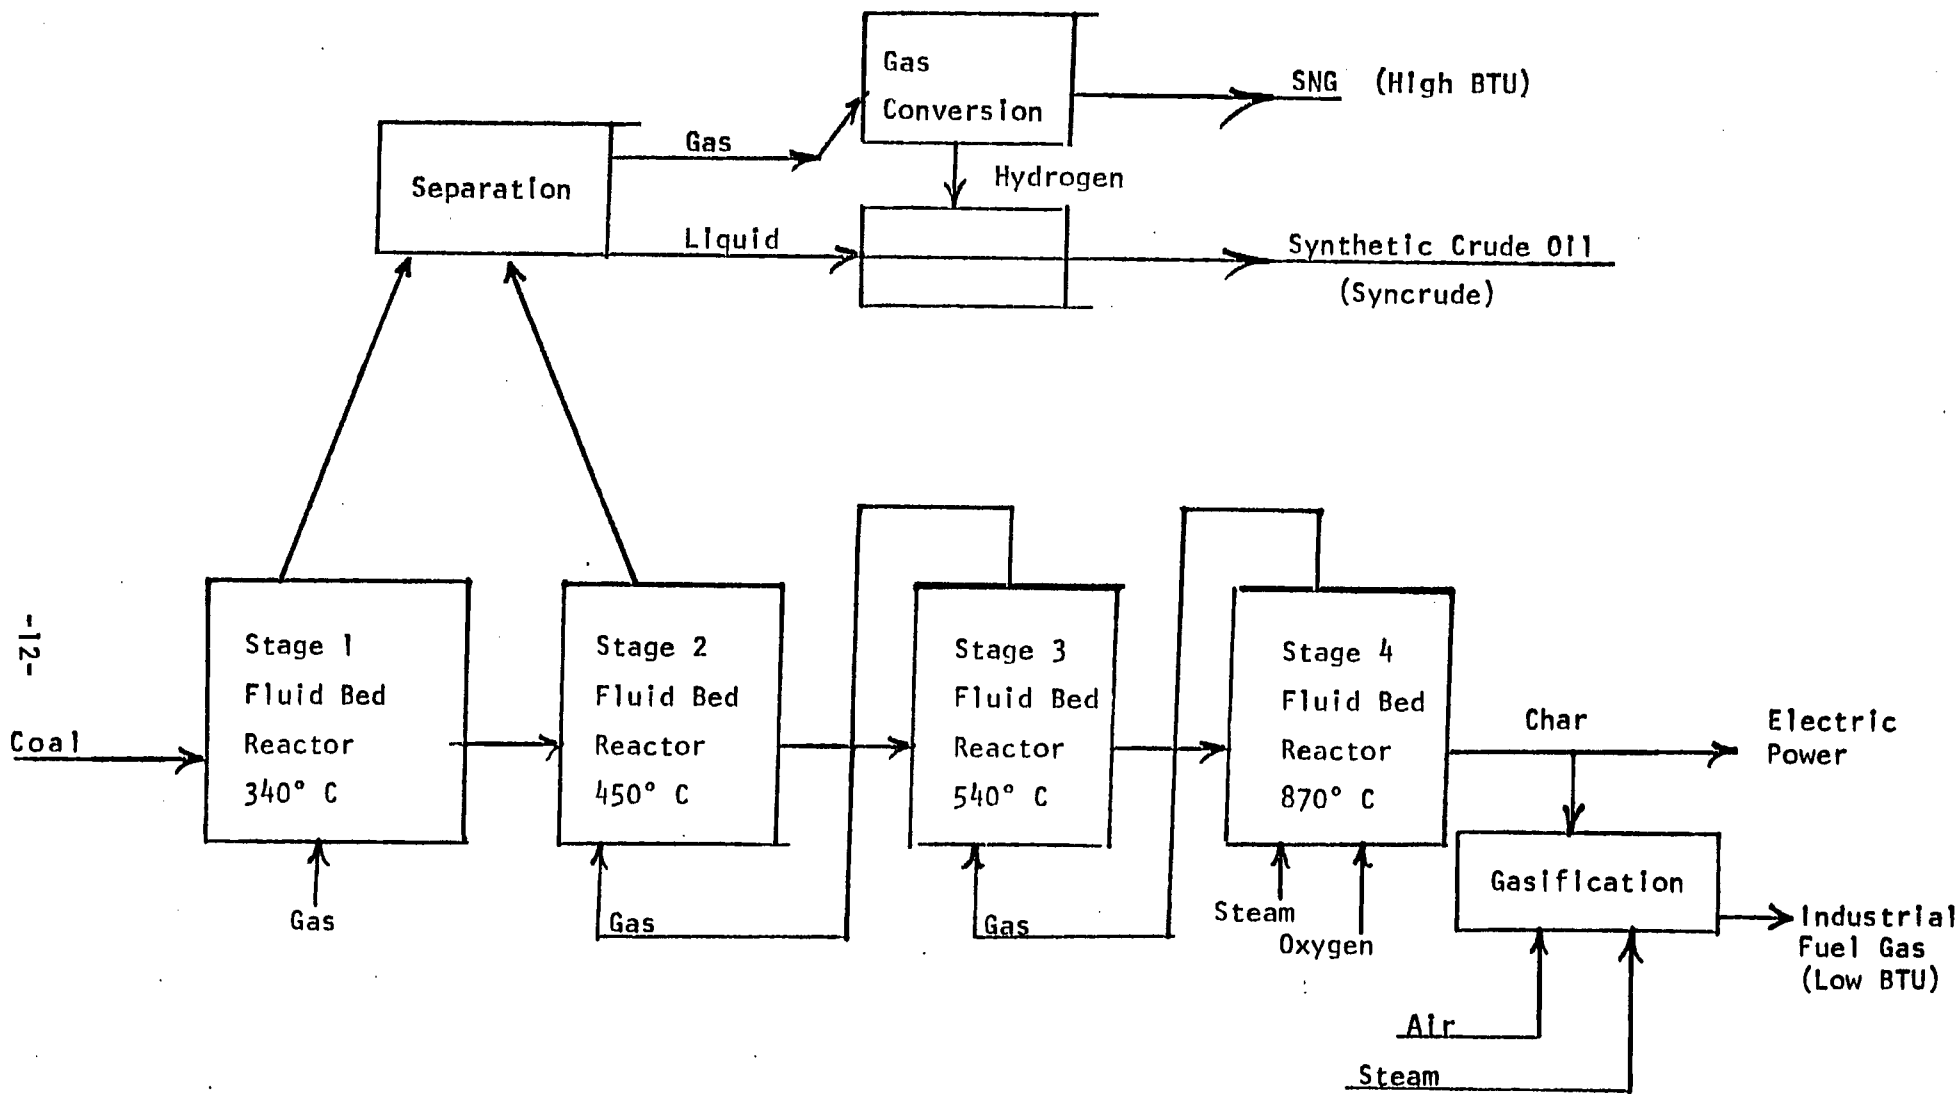 Gas
Conversion
SNG (High BTU)
Gas
Separation
Hydrogen
Liquid
Synthetic Crude Oil
(Syncrude)
-12-
Coal
Stage 1
Fluid Bed
Reactor
340° C
Gas
Stage 2
Fluid Bed
Reactor
450° C
Gas
Stage 3
Fluid Bed
Reactor
540° C
Gas
Stage 4
Fluid Bed
Reactor
870° C
Steam
Oxygen
Char
Electric
Power
Gasification
Industrial
Fuel Gas
(Low BTU)
Air
Steam